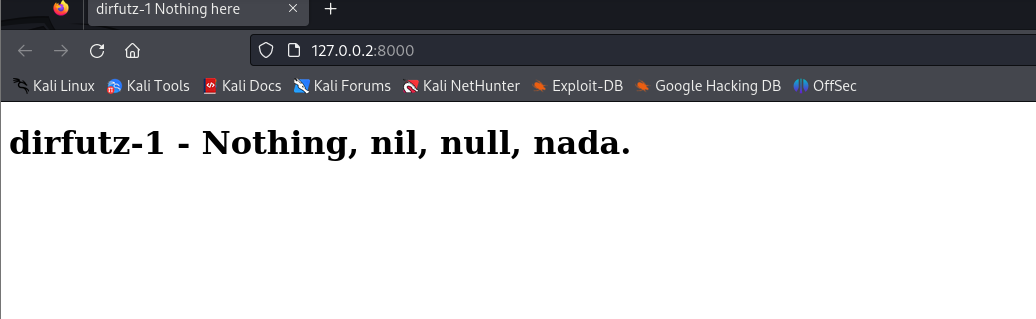 dirfutz-1 Nothing here
127.0.0.2:8000
Kali Linux Kali Tools Kali Docs Kali Forums Kali NetHunter Exploit-DB Google Hacking DB OffSec
dirfutz-1 - Nothing, nil, null, nada.